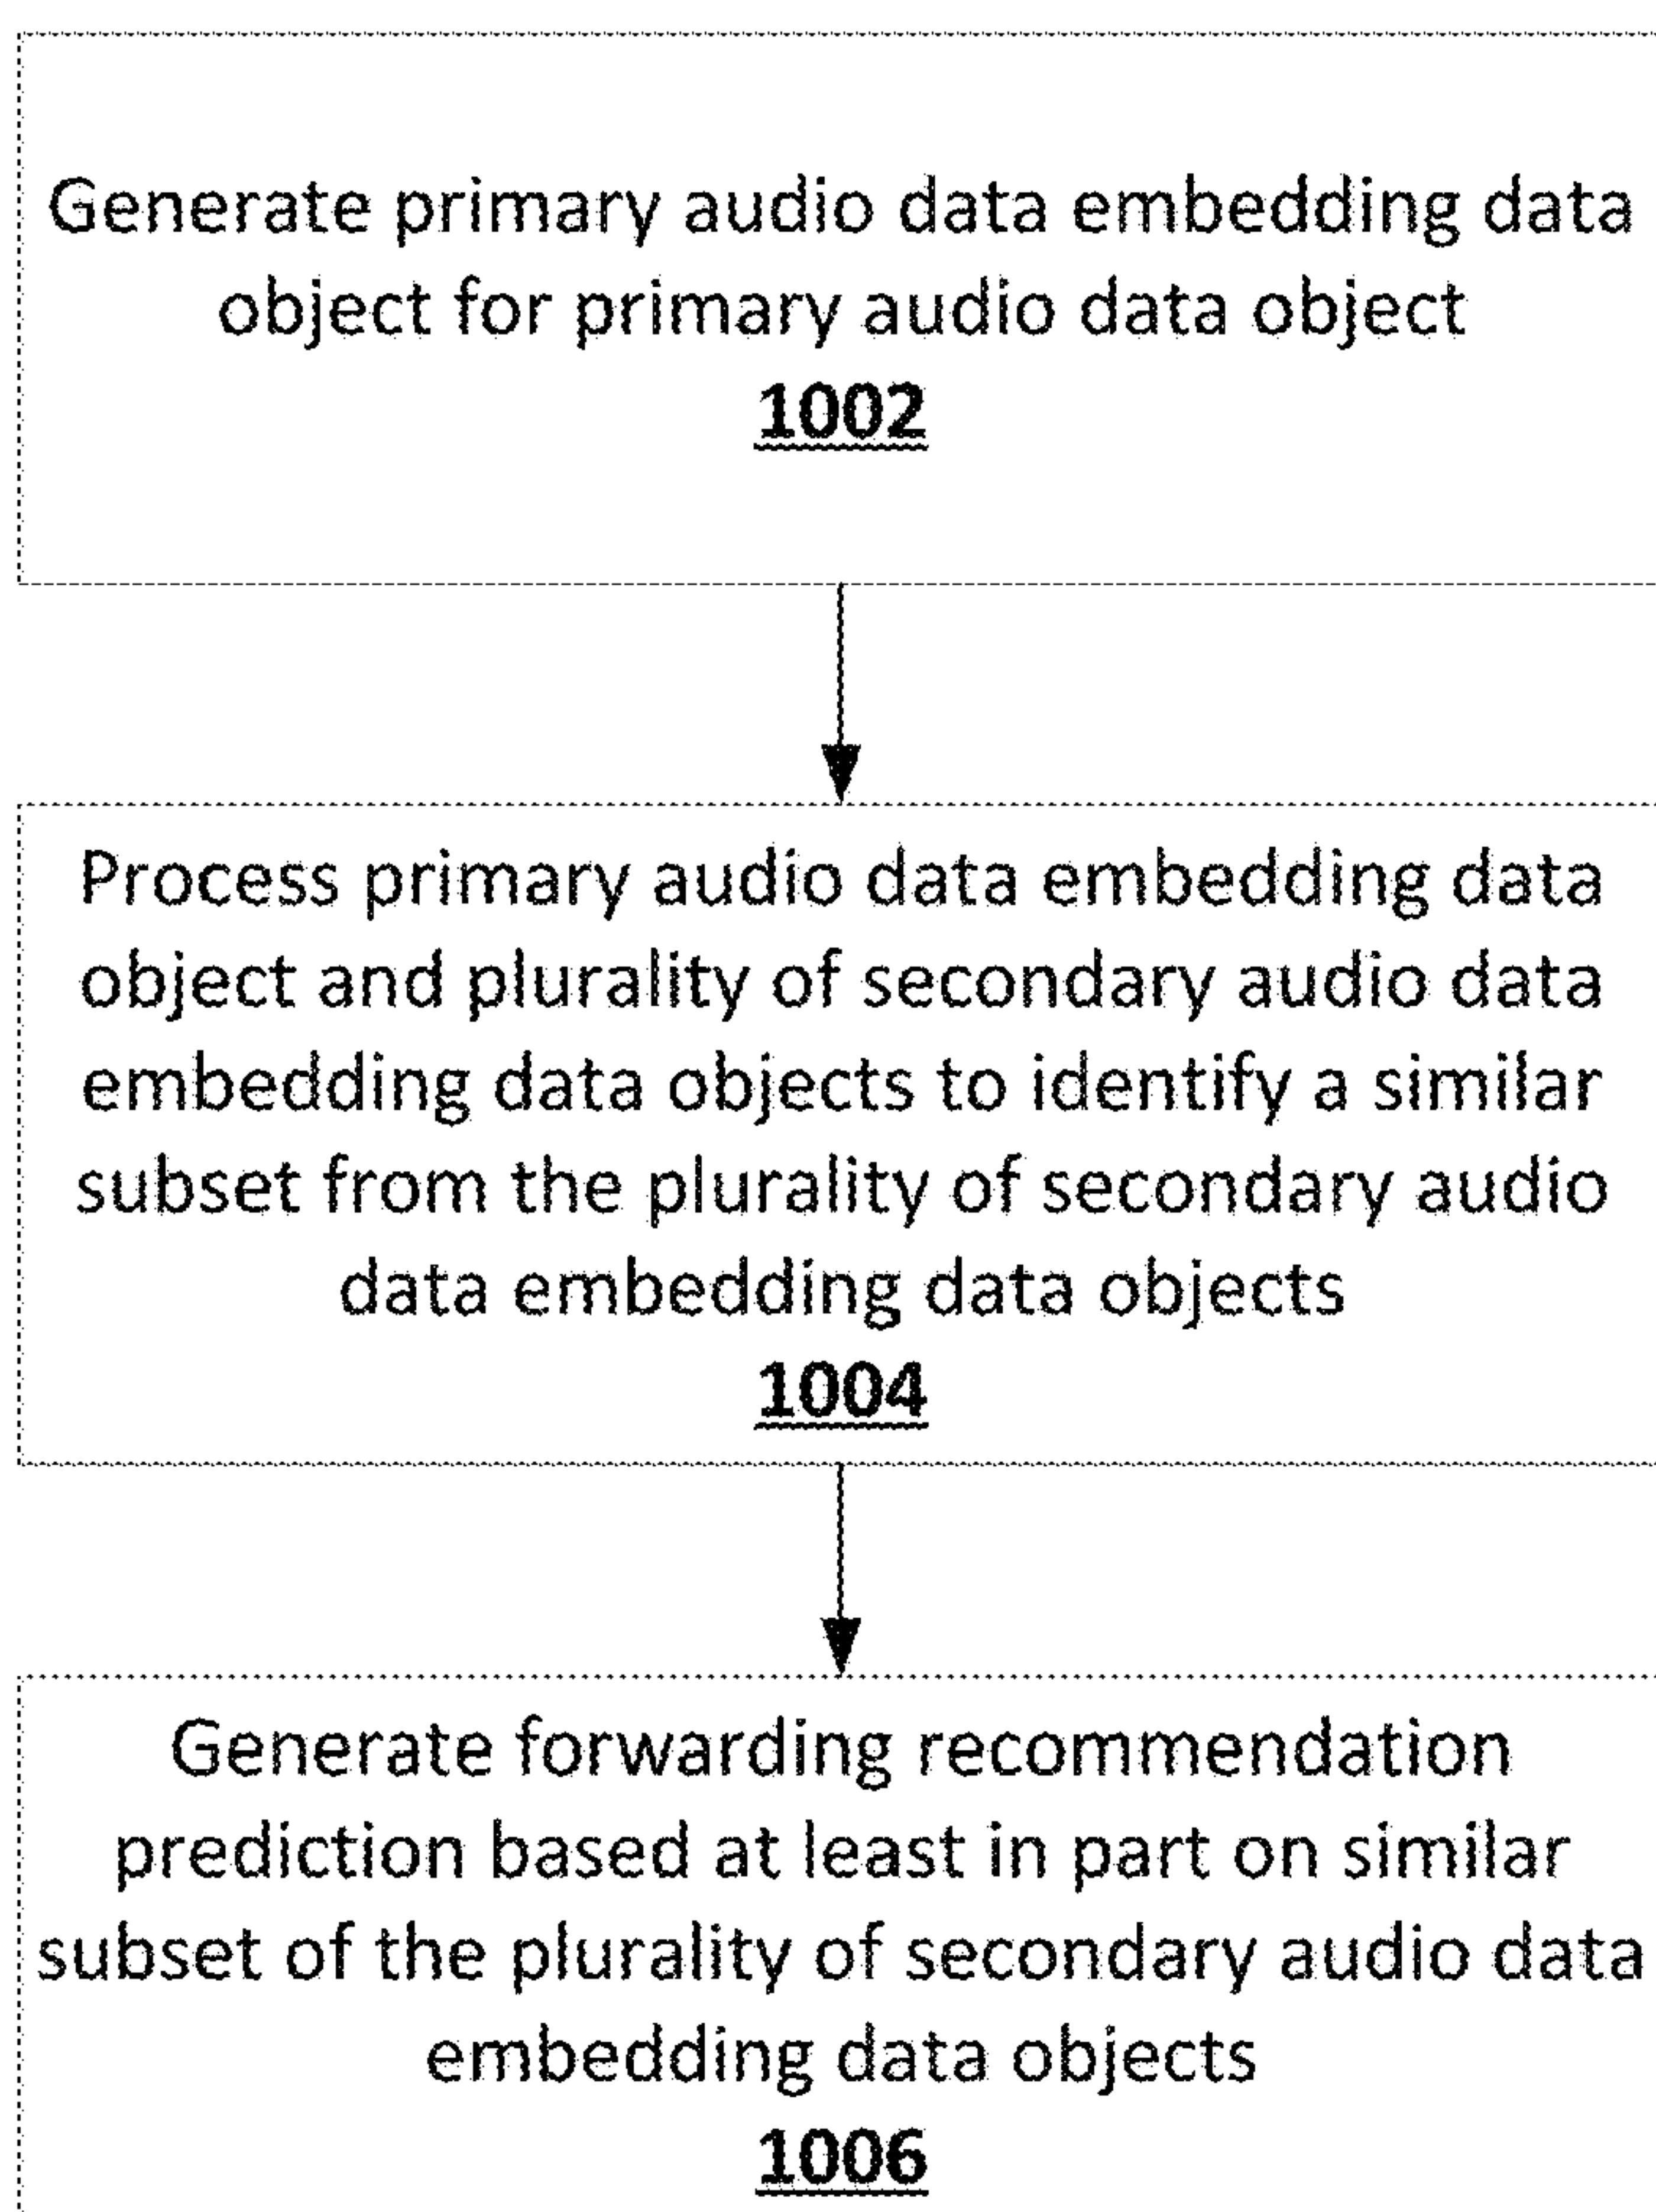 Generate primary audio data embedding data
object for primary audio data object
1002
Process primary audio data embedding data
object and plurality of secondary audio data
embedding data objects to identify a similar
subset from the plurality of secondary audio
data embedding data objects
1004
Generate forwarding recommendation
prediction based at least in part on similar
subset of the plurality of secondary audio data
embedding data objects
1006